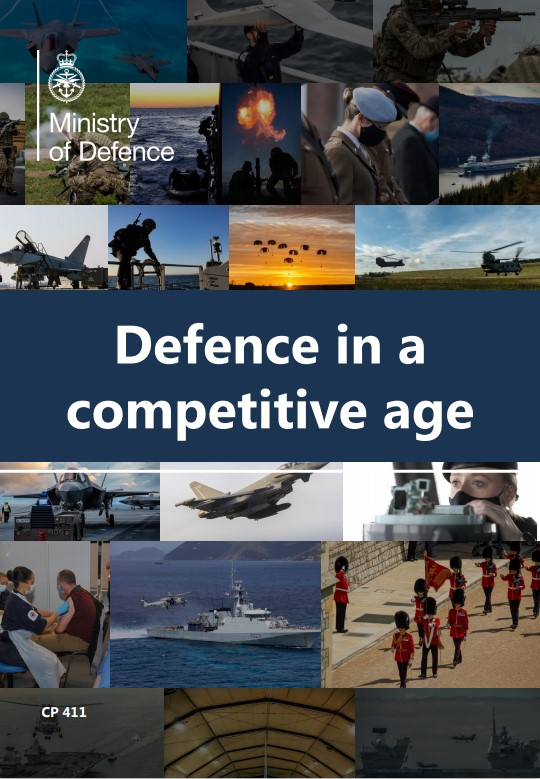 Ministry
of Defence
Defence in a
competitive age
CP 411